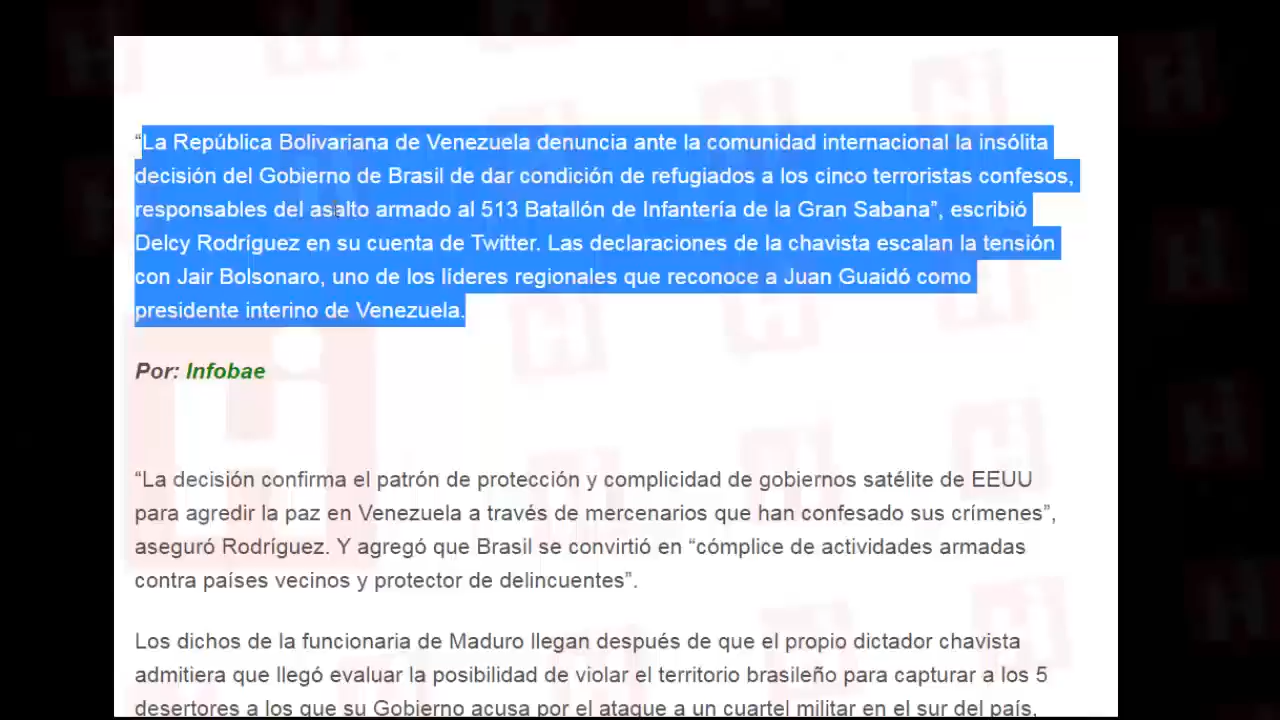 “La República Bolivariana de Venezuela denuncia ante la comunidad internacional la insólita
decisión del Gobierno de Brasil de dar condición de refugiados a los cinco terroristas confesos,
responsables del asalto armado al 513 Batallón de Infantería de la Gran Sabana”, escribió
Delcy Rodríguez en su cuenta de Twitter. Las declaraciones de la chavista escalan la tensión
con Jair Bolsonaro, uno de los líderes regionales que reconoce a Juan Guaidó como
presidente interino de Venezuela.
Por: Infobae
“La decisión confirma el patrón de protección y complicidad de gobiernos satélite de EEUU
para agredir la paz en Venezuela a través de mercenarios que han confesado sus crímenes”,
aseguró Rodríguez. Y agregó que Brasil se convirtió en “cómplice de actividades armadas
contra países vecinos y protector de delincuentes”.
Los dichos de la funcionaria de Maduro llegan después de que el propio dictador chavista
admitiera que llegó evaluar la posibilidad de violar el territorio brasileño para capturar a los 5
desertores a los que su Gobierno acusa por el ataque a un cuartel militar en el sur del país,